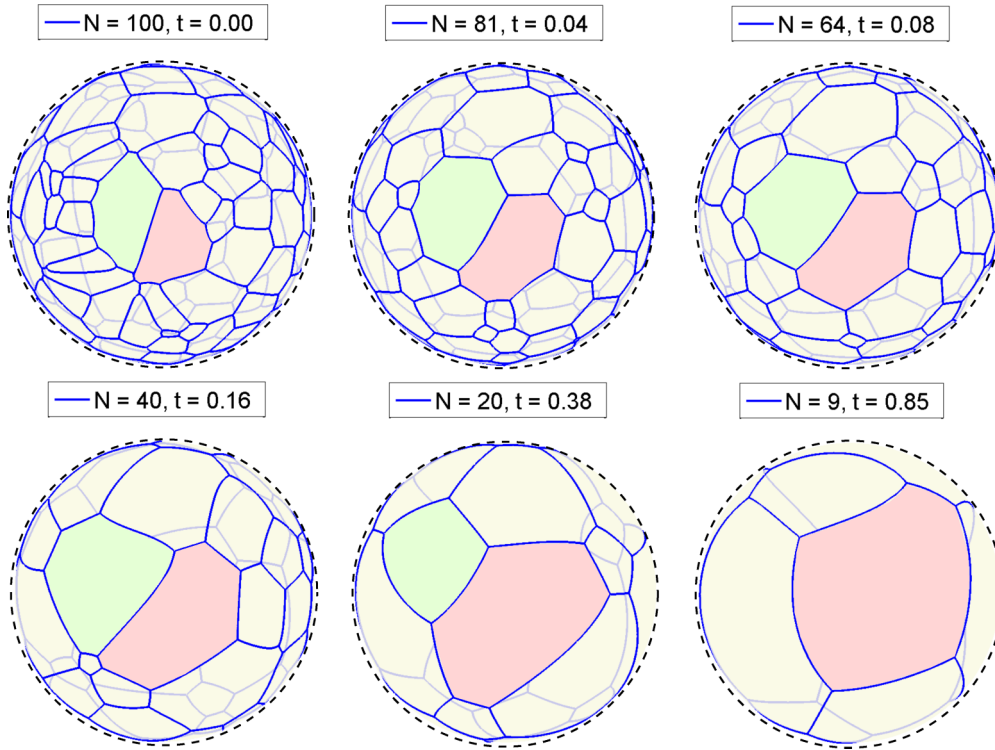 N = 100, t = 0.00
N = 81, t = 0.04
N = 64, t = 0.08
N = 40, t = 0.16
N = 20, t = 0.38
N = 9, t = 0.85